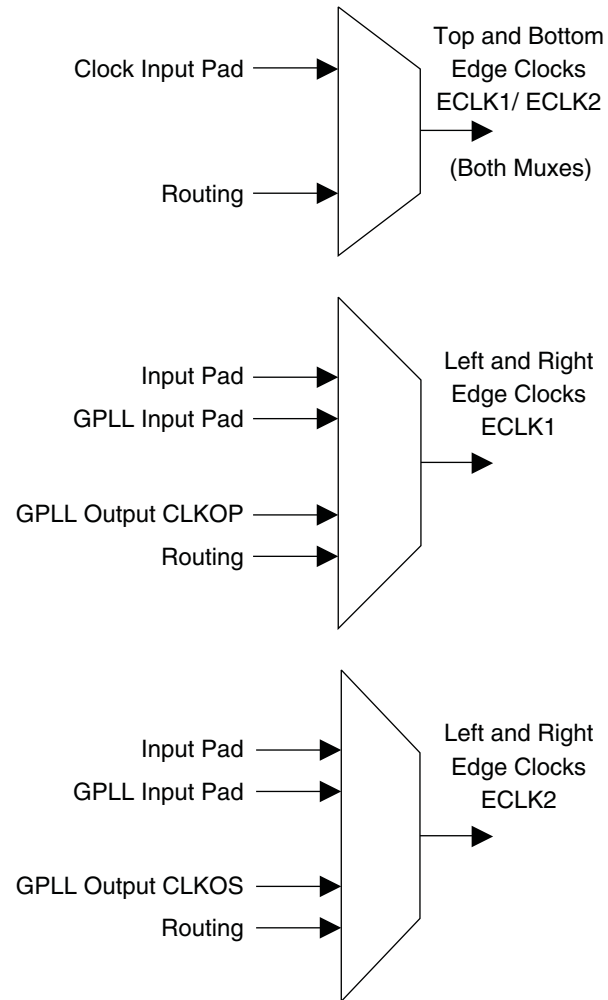 Top and Bottom
Edge Clocks
ECLK1/ ECLK2
(Both Muxes)
Clock Input Pad
Routing
Left and Right
Edge Clocks
ECLK1
Input Pad
GPLL Input Pad
GPLL Output CLKOP
Routing
Left and Right
Edge Clocks
ECLK2
Input Pad
GPLL Input Pad
GPLL Output CLKOS
Routing